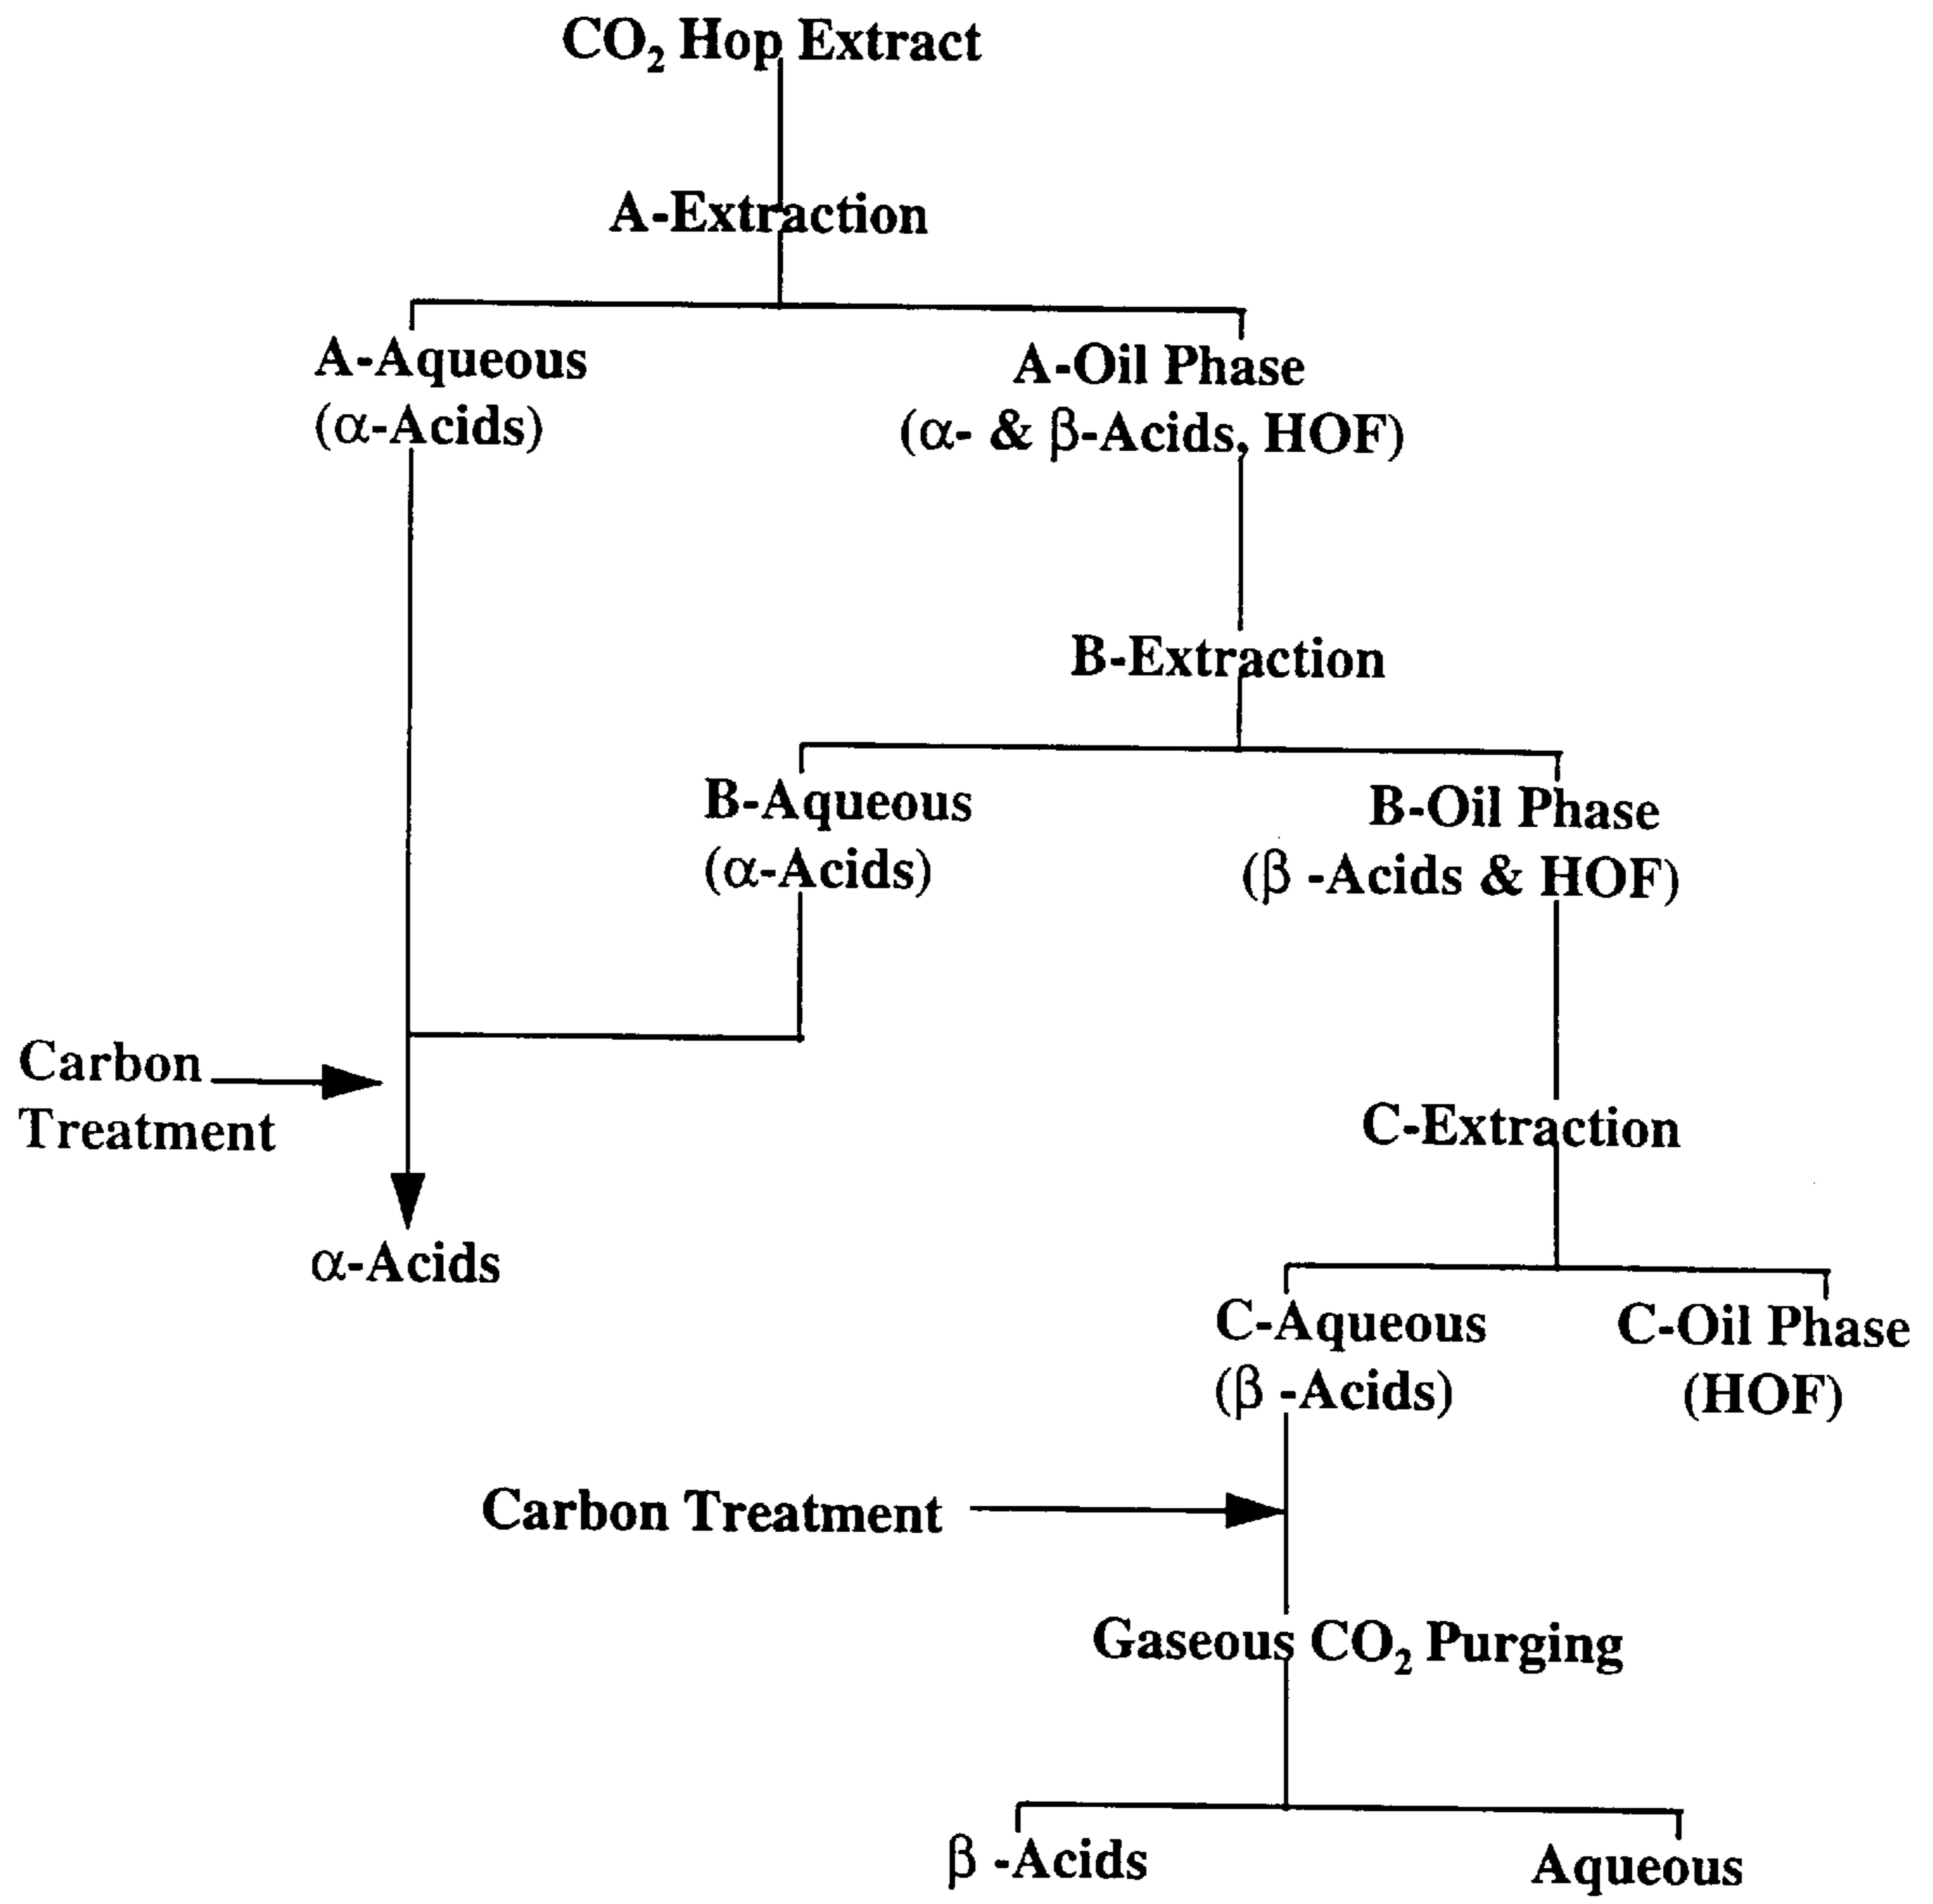 CO₂ Hop Extract
A-Extraction
A-Aqueous
(α-Acids)
A-Oil Phase
(α- & β-Acids, HOF)
B-Extraction
B-Aqueous
(α-Acids)
B-Oil Phase
(β -Acids & HOF)
Carbon
Treatment
C-Extraction
α-Acids
C-Aqueous
(β -Acids)
C-Oil Phase
(HOF)
Carbon Treatment
Gaseous CO₂ Purging
β -Acids
Aqueous